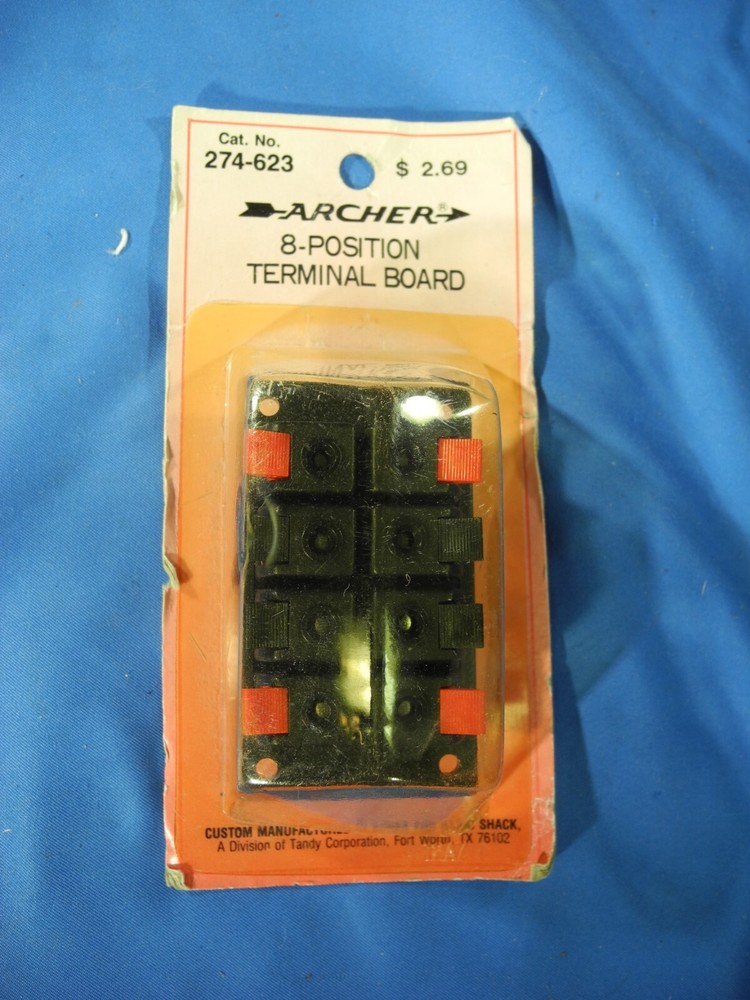 Cat. No.
274-623
$ 2.69
ARCHER®
8-POSITION
TERMINAL BOARD
CUSTOM MANUFACTURED SHACK,
A Division of Tandy Corporation, Fort Worth, TX 76102